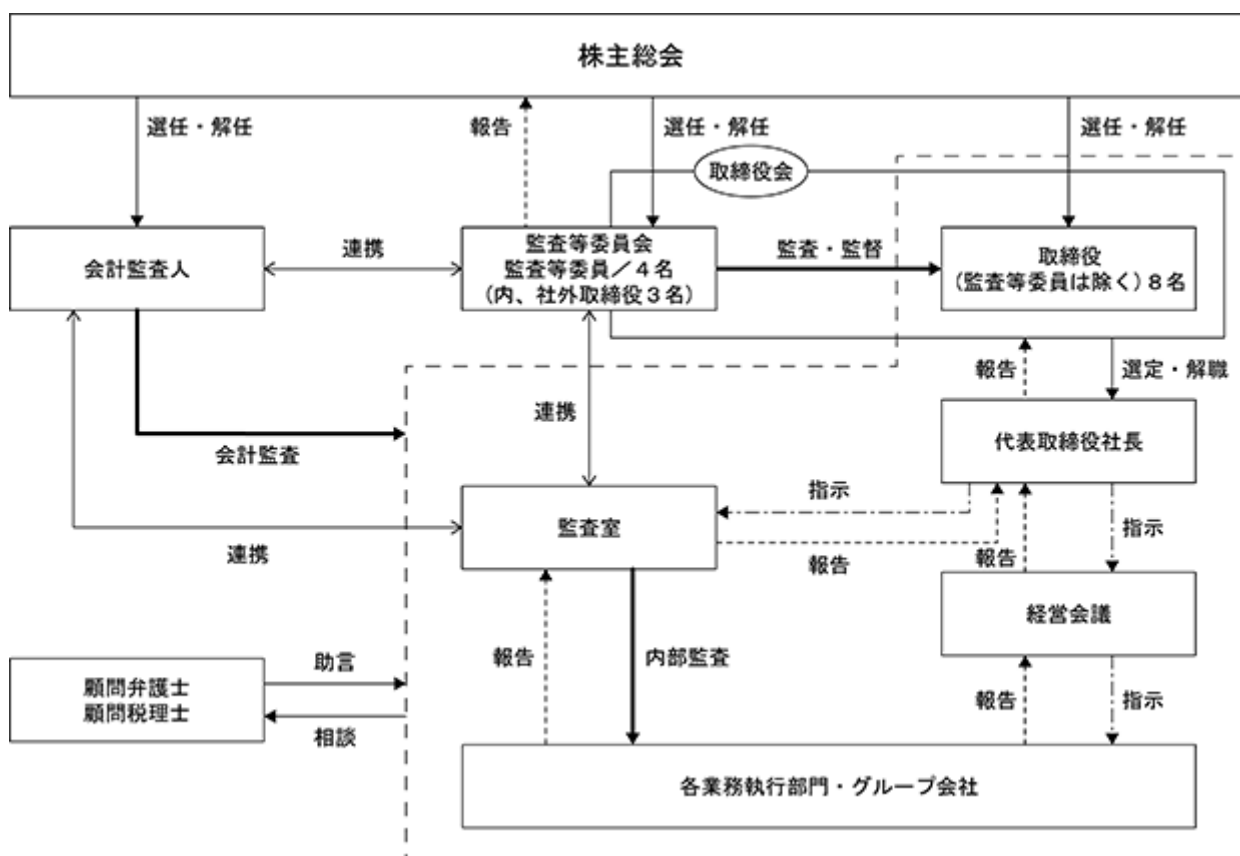 株主総会
選任・解任
報告
選任・解任
選任・解任
取締役会
会計監査人
連携
監査等委員会
監査等委員／４名
(内、社外取締役３名)
監査・監督
取締役
(監査等委員は除く)８名
報告
選定・解職
連携
代表取締役社長
会計監査
指示
監査室
連携
報告
報告
指示
経営会議
報告
内部監査
助言
顧問弁護士
顧問税理士
相談
報告
指示
各業務執行部門・グループ会社